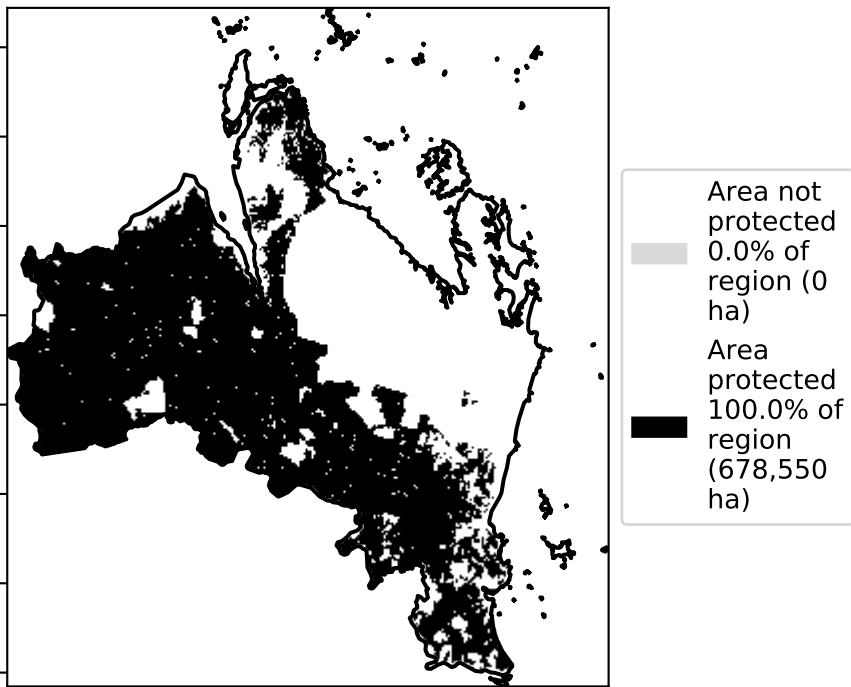 Area not
protected
0.0% of
region (0
ha)
Area
protected
100.0% of
region
(678,550
ha)